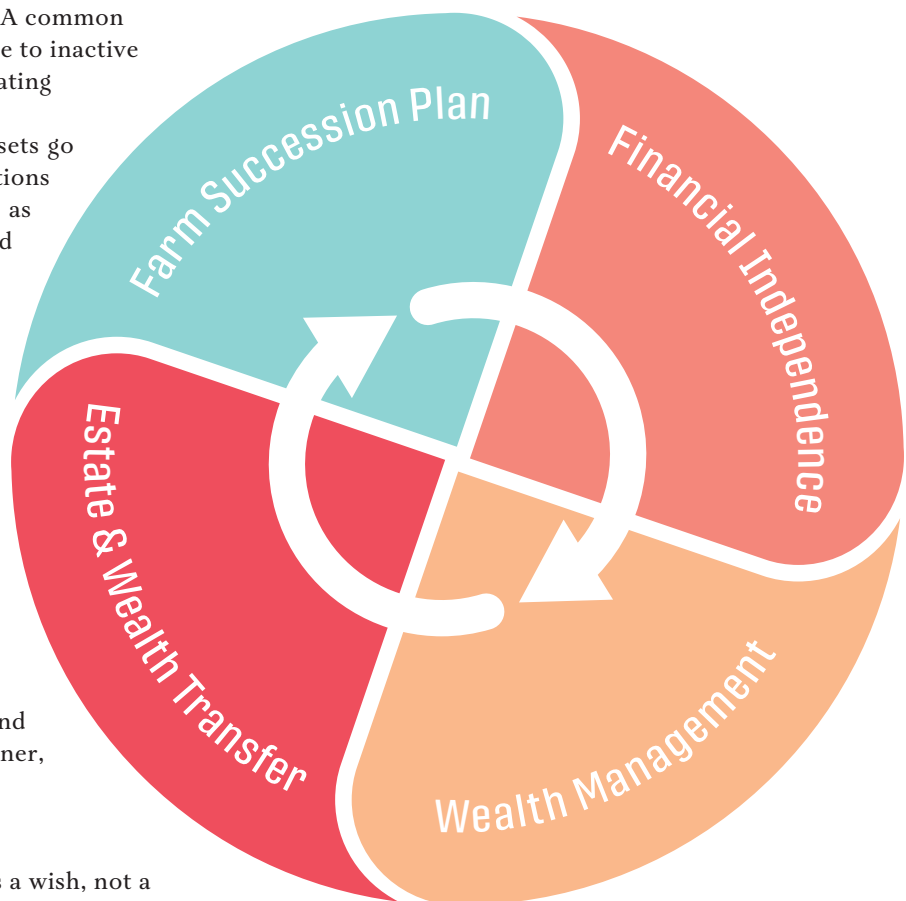 A common
e to inactive
ating
sets go
tions
as
d
nd
ner,
s a wish, not a
Farm Succession Plan
Financial Independence
Wealth Management
Estate & Wealth Transfer